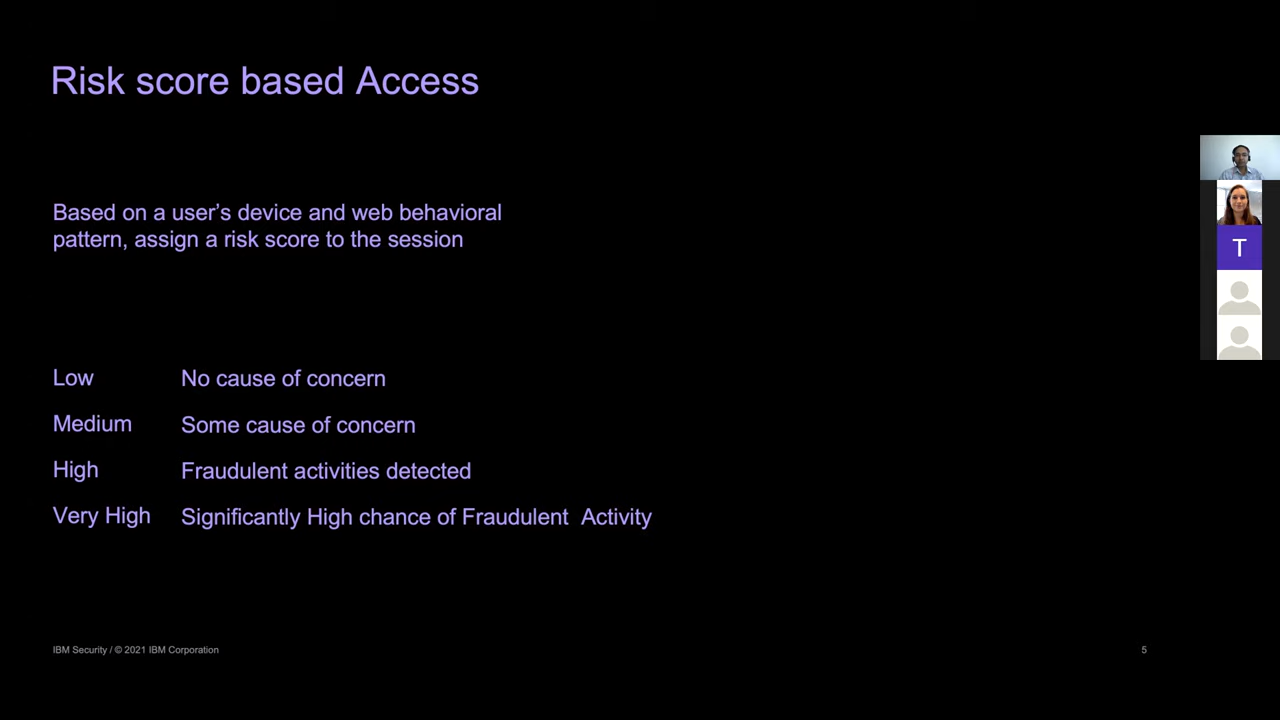 Risk score based Access
Based on a user's device and web behavioral
pattern, assign a risk score to the session
Low No cause of concern
Medium Some cause of concern
High Fraudulent activities detected
Very High Significantly High chance of Fraudulent  Activity
T
IBM Security / © 2021 IBM Corporation
5